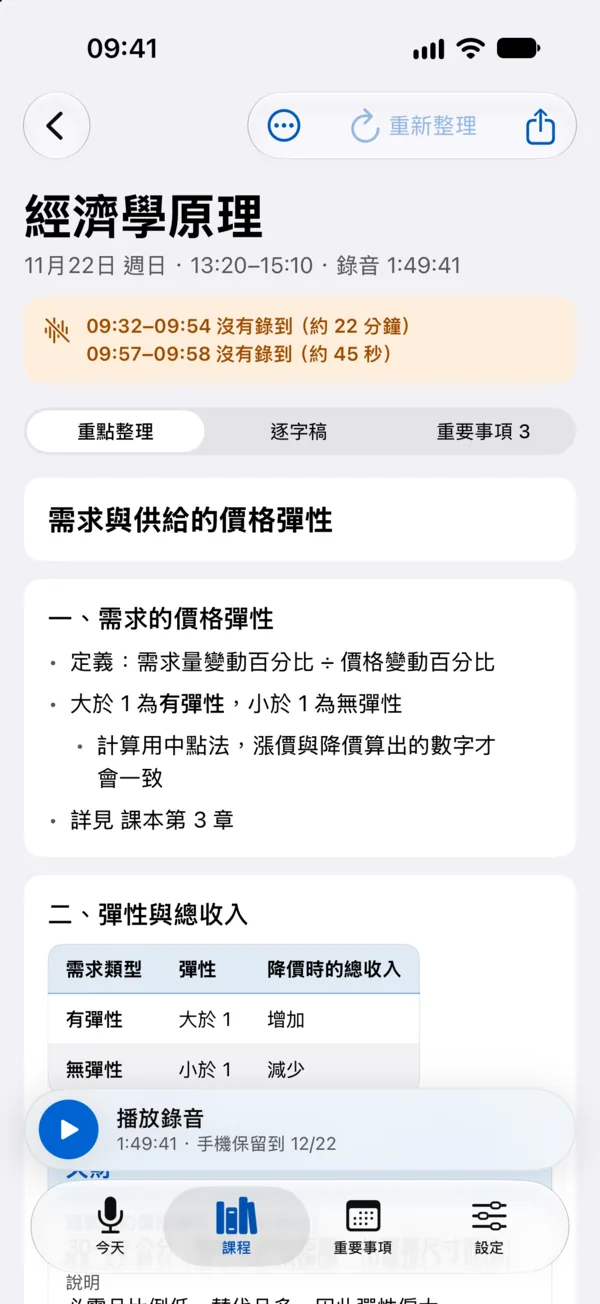 09:41
重新整理
經濟學原理
11月22日 週日 · 13:20–15:10 · 錄音 1:49:41
09:32–09:54 沒有錄到（約 22 分鐘）
09:57–09:58 沒有錄到（約 45 秒）
重點整理 逐字稿 重要事項 3
需求與供給的價格彈性
一、需求的價格彈性
• 定義：需求量變動百分比 ÷ 價格變動百分比
• 大於 1 為有彈性，小於 1 為無彈性
• 計算用中點法，漲價與降價算出的數字才
會一致
• 詳見 課本第 3 章
二、彈性與總收入
需求類型 彈性 降價時的總收入
有彈性 大於 1 增加
無彈性 小於 1 減少
播放錄音
1:49:41 · 手機保留到 12/22
今天 課程 重要事項 設定
說明